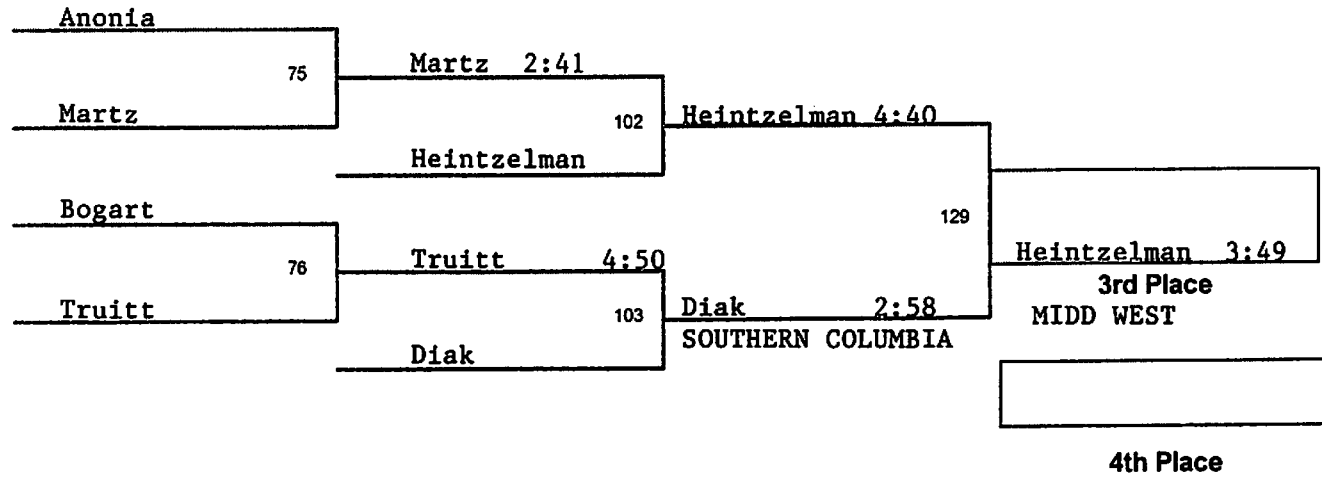 Anonia
75
Martz 2:41
Martz
102
Heintzelman 4:40
Heintzelman
Bogart
129
76
Truitt 4:50
Heintzelman 3:49
3rd Place
Truitt
103
Diak 2:58
MIDD WEST
SOUTHERN COLUMBIA
Diak
4th Place